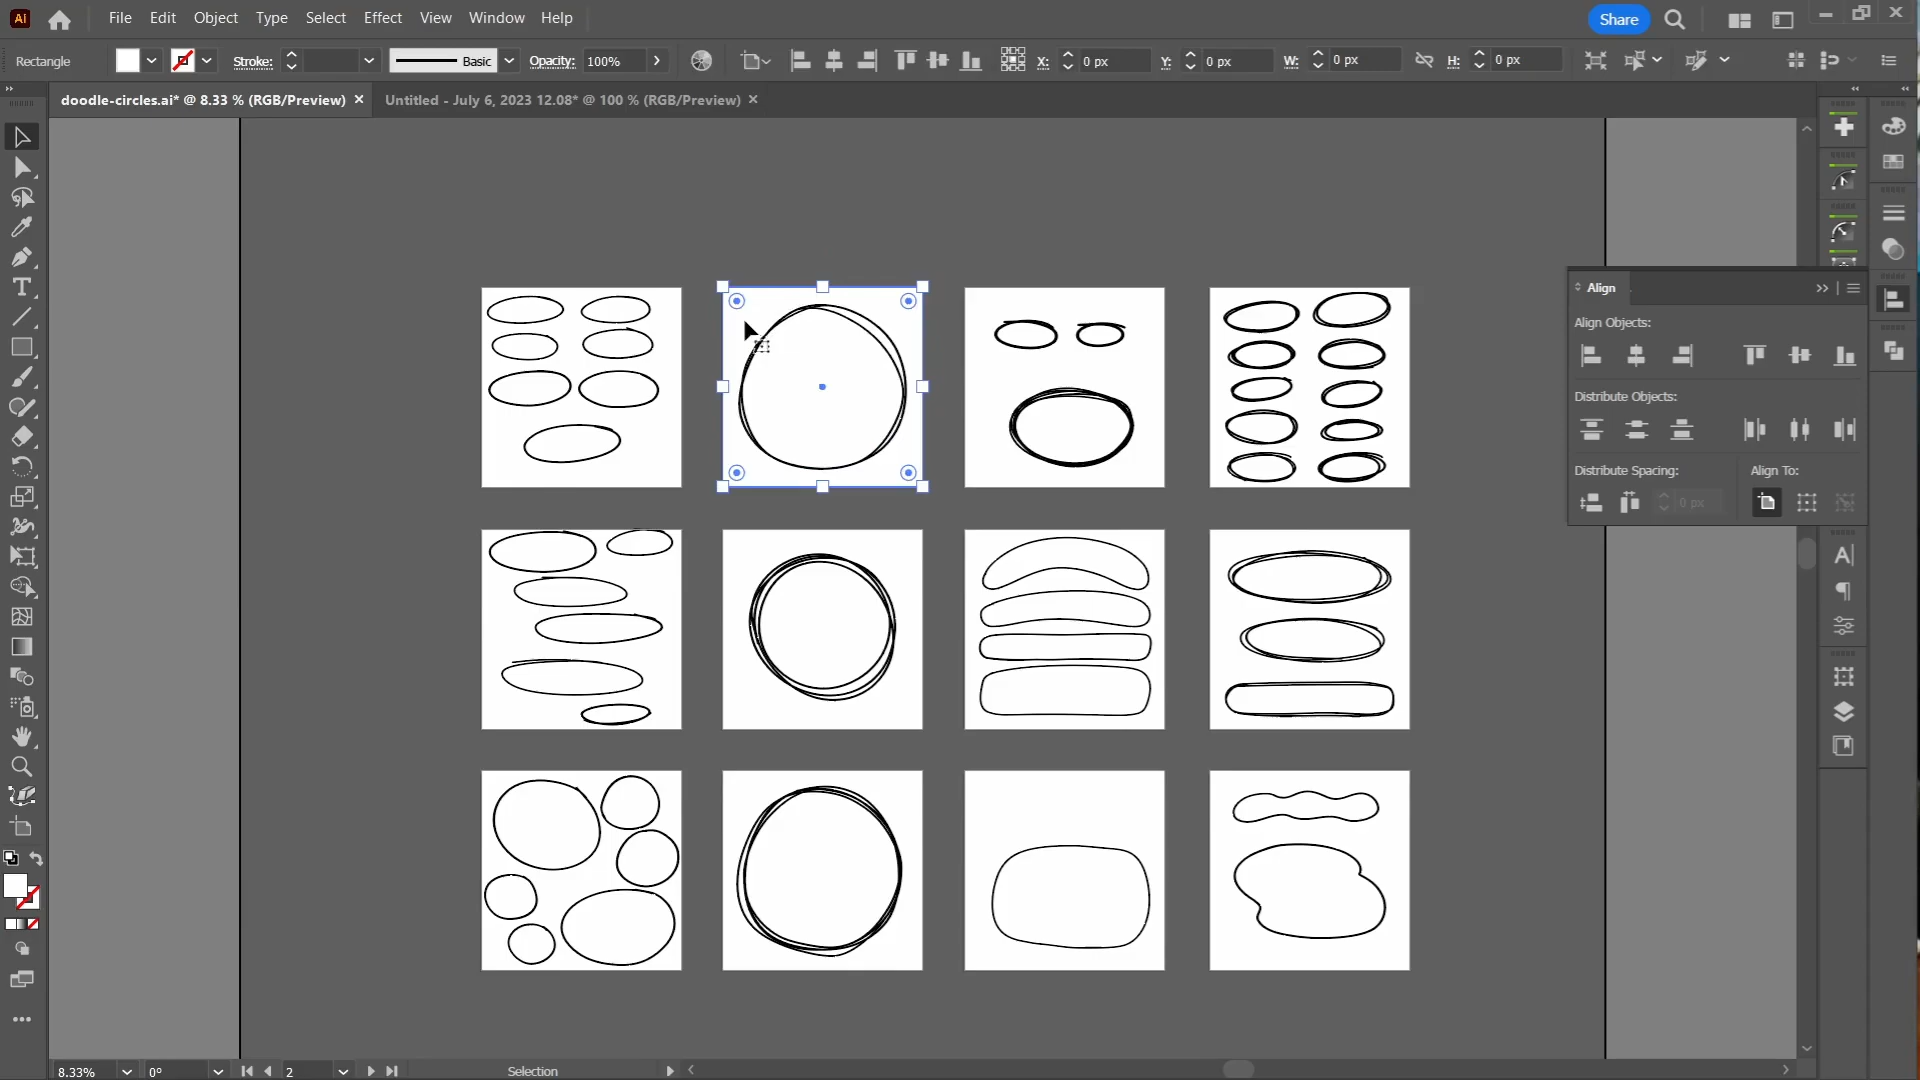 Ai File Edit Object Type Select Effect View Window Help Share
Rectangle Stroke: Basic Opacity: 100% X: 0 px Y: 0 px W: 0 px H: 0 px
doodle-circles.ai* @ 8.33 % (RGB/Preview) × Untitled - July 6, 2023 12.08* @ 100 % (RGB/Preview) ×
Align
Align Objects:
Distribute Objects:
Distribute Spacing: Align To:
0 px
8.33% 0° 2 Selection